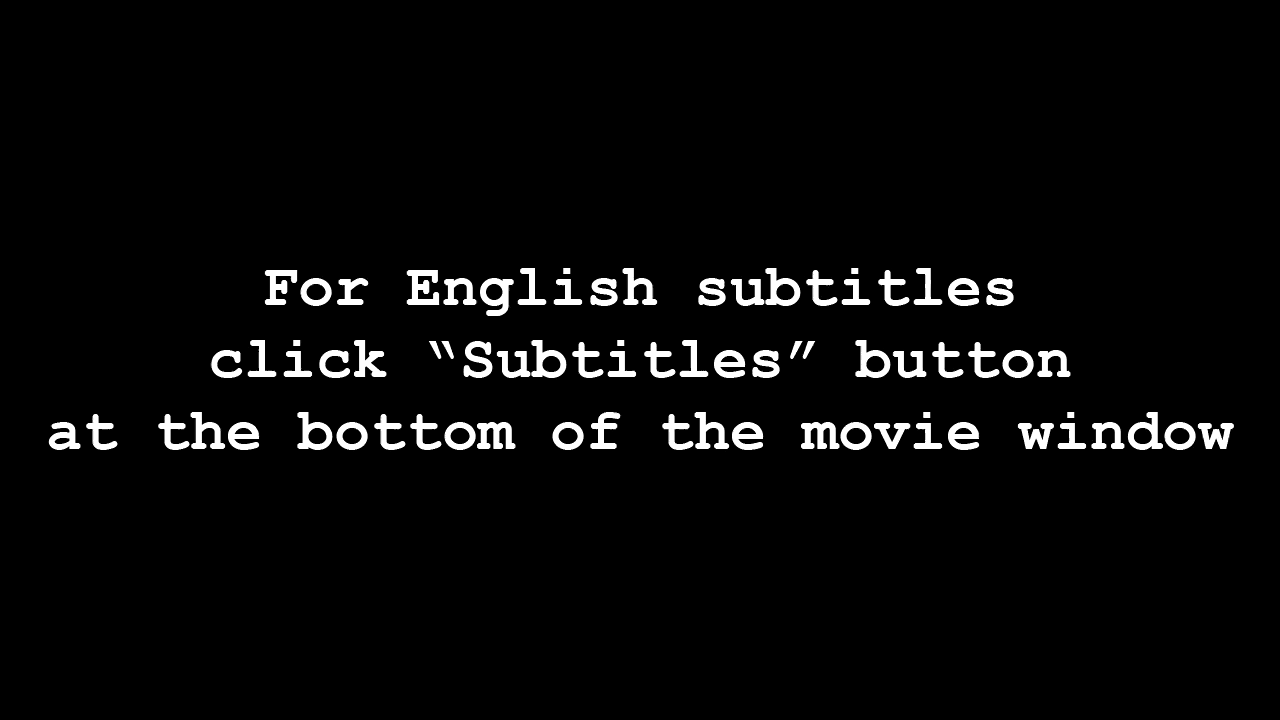 For English subtitles
click “Subtitles” button
at the bottom of the movie window